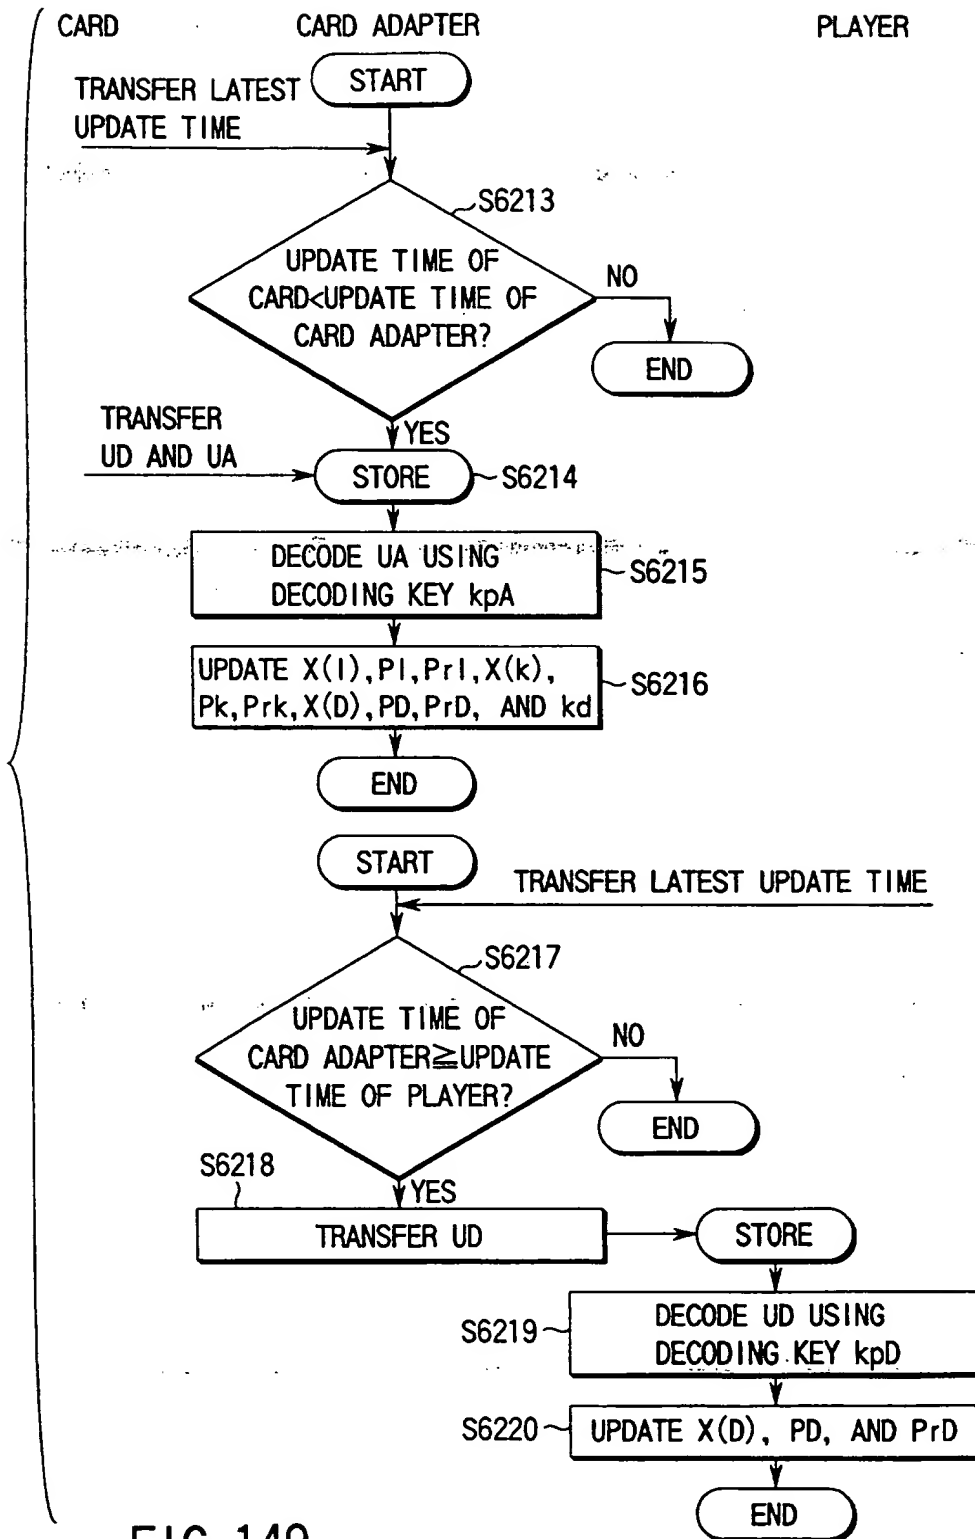 CARD
CARD ADAPTER
PLAYER
START
TRANSFER LATEST
UPDATE TIME
S6213
UPDATE TIME OF
CARD<UPDATE TIME OF
CARD ADAPTER?
NO
END
YES
TRANSFER
UD AND UA
STORE
S6214
DECODE UA USING
DECODING KEY kpA
S6215
UPDATE X(I),PI,PrI,X(k),
Pk,Prk,X(D),PD,PrD, AND kd
S6216
END
START
TRANSFER LATEST UPDATE TIME
S6217
UPDATE TIME OF
CARD ADAPTER≧UPDATE
TIME OF PLAYER?
NO
END
S6218
YES
TRANSFER UD
STORE
S6219
DECODE UD USING
DECODING KEY kpD
S6220
UPDATE X(D), PD, AND PrD
END
FIG. 149